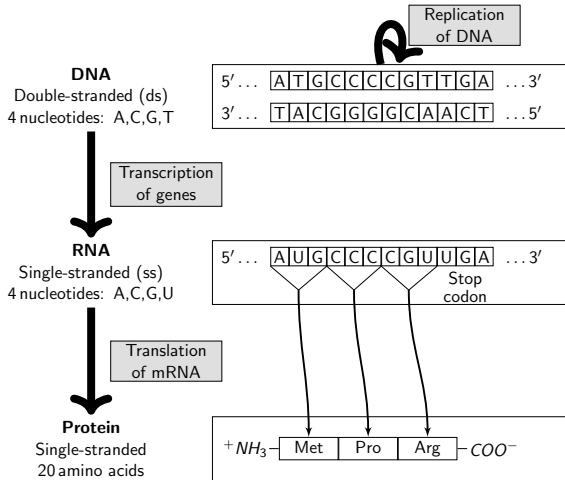 Replication
of DNA
DNA
Double-stranded (ds)
4 nucleotides: A,C,G,T
5′... A T G C C C C G T T G A ...3′
3′... T A C G G G G C A A C T ...5′
Transcription
of genes
RNA
Single-stranded (ss)
4 nucleotides: A,C,G,U
5′... A U G C C C C G U U G A ...3′
Stop
codon
Translation
of mRNA
Protein
Single-stranded
20 amino acids
⁺NH₃ Met Pro Arg COO⁻